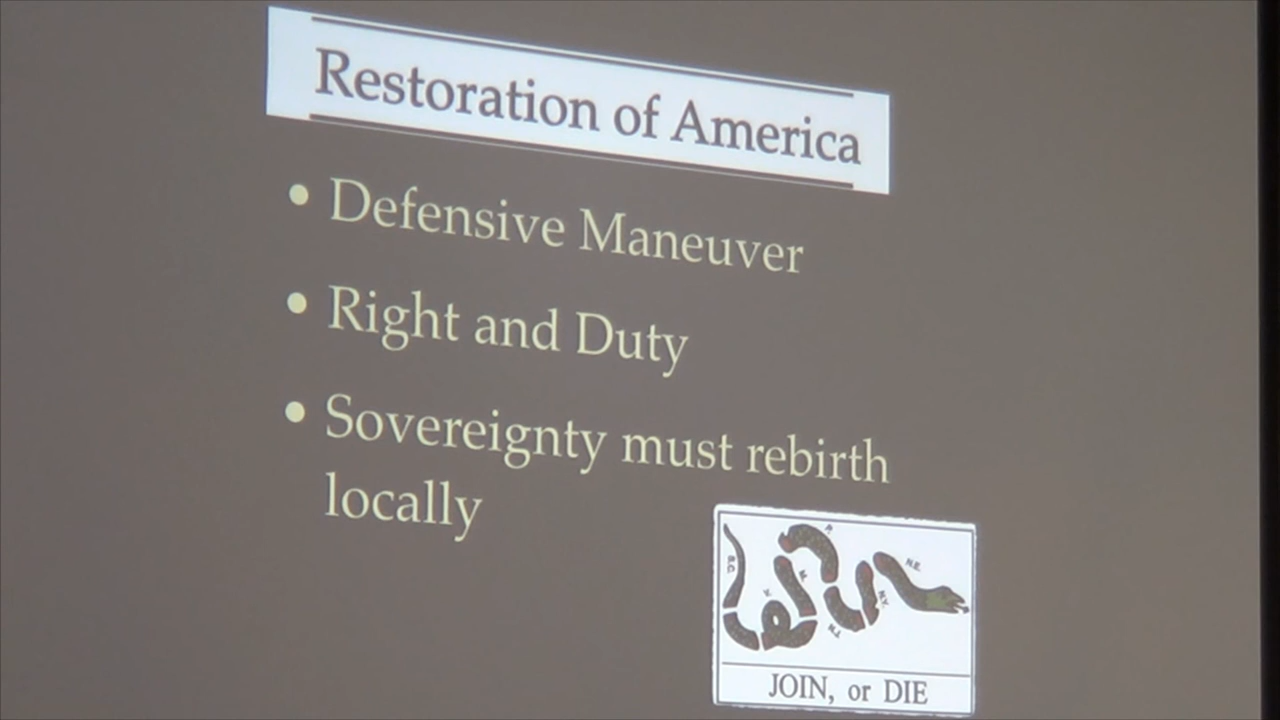 Restoration of America
• Defensive Maneuver
• Right and Duty
• Sovereignty must rebirth
locally
S.C.
V.
M.
P.
N.J.
N.Y.
N.E.
JOIN, or DIE